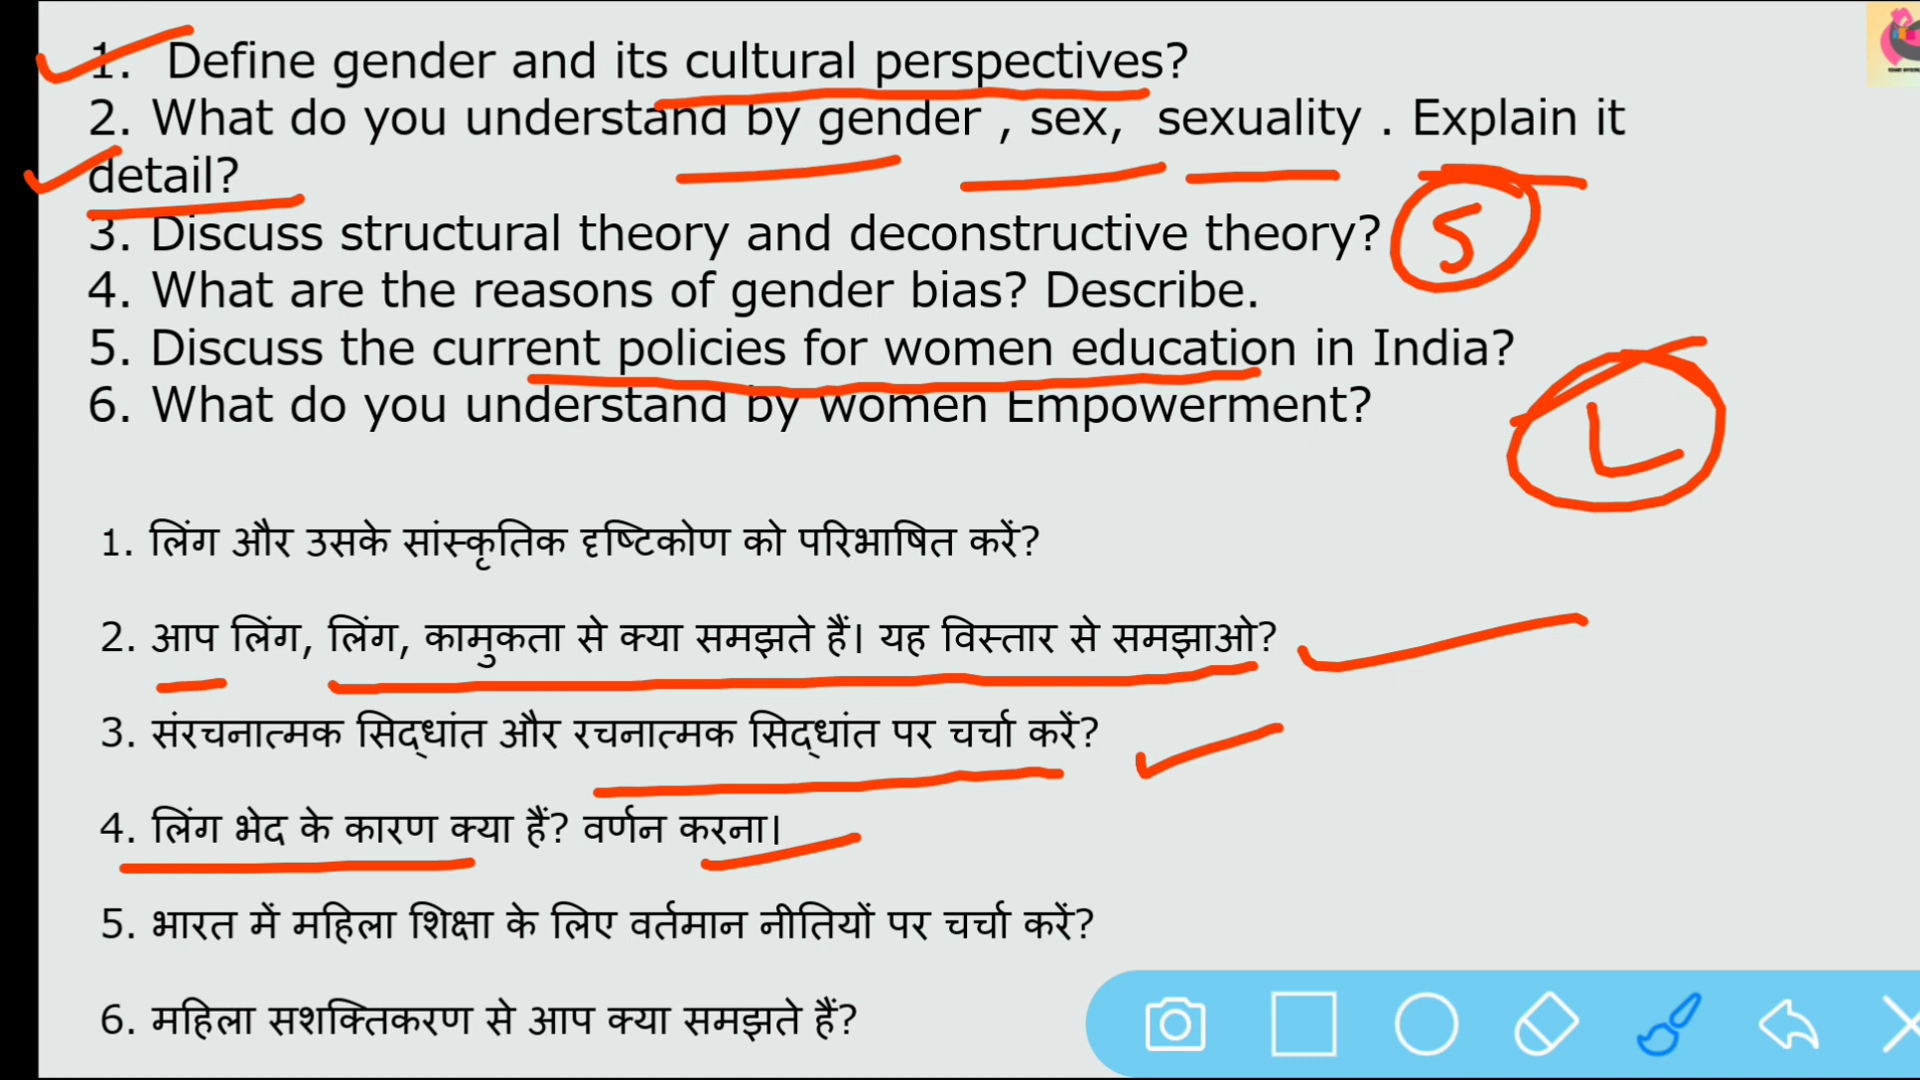 1. Define gender and its cultural perspectives?
2. What do you understand by gender , sex, sexuality . Explain it
detail?
3. Discuss structural theory and deconstructive theory?
S
4. What are the reasons of gender bias? Describe.
5. Discuss the current policies for women education in India?
6. What do you understand by women Empowerment?
L
1. लिंग और उसके सांस्कृतिक दृष्टिकोण को परिभाषित करें?
2. आप लिंग, लिंग, कामुकता से क्या समझते हैं। यह विस्तार से समझाओ?
3. संरचनात्मक सिद्धांत और रचनात्मक सिद्धांत पर चर्चा करें?
4. लिंग भेद के कारण क्या हैं? वर्णन करना।
5. भारत में महिला शिक्षा के लिए वर्तमान नीतियों पर चर्चा करें?
6. महिला सशक्तिकरण से आप क्या समझते हैं?